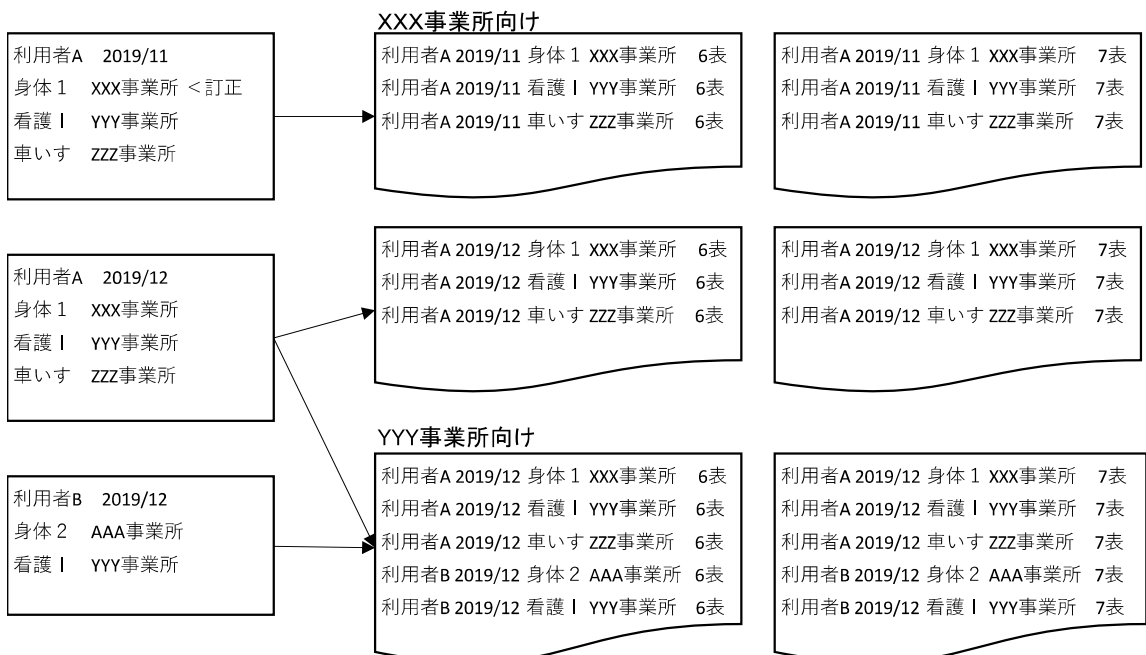 XXX事業所向け
利用者A 2019/11
身体1 XXX事業所 <訂正
看護Ⅰ YYY事業所
車いす ZZZ事業所
利用者A 2019/11 身体1 XXX事業所 6表
利用者A 2019/11 看護Ⅰ YYY事業所 6表
利用者A 2019/11 車いす ZZZ事業所 6表
利用者A 2019/11 身体1 XXX事業所 7表
利用者A 2019/11 看護Ⅰ YYY事業所 7表
利用者A 2019/11 車いす ZZZ事業所 7表
利用者A 2019/12
身体1 XXX事業所
看護Ⅰ YYY事業所
車いす ZZZ事業所
利用者A 2019/12 身体1 XXX事業所 6表
利用者A 2019/12 看護Ⅰ YYY事業所 6表
利用者A 2019/12 車いす ZZZ事業所 6表
利用者A 2019/12 身体1 XXX事業所 7表
利用者A 2019/12 看護Ⅰ YYY事業所 7表
利用者A 2019/12 車いす ZZZ事業所 7表
YYY事業所向け
利用者B 2019/12
身体2 AAA事業所
看護Ⅰ YYY事業所
利用者A 2019/12 身体1 XXX事業所 6表
利用者A 2019/12 看護Ⅰ YYY事業所 6表
利用者A 2019/12 車いす ZZZ事業所 6表
利用者B 2019/12 身体2 AAA事業所 6表
利用者B 2019/12 看護Ⅰ YYY事業所 6表
利用者A 2019/12 身体1 XXX事業所 7表
利用者A 2019/12 看護Ⅰ YYY事業所 7表
利用者A 2019/12 車いす ZZZ事業所 7表
利用者B 2019/12 身体2 AAA事業所 7表
利用者B 2019/12 看護Ⅰ YYY事業所 7表